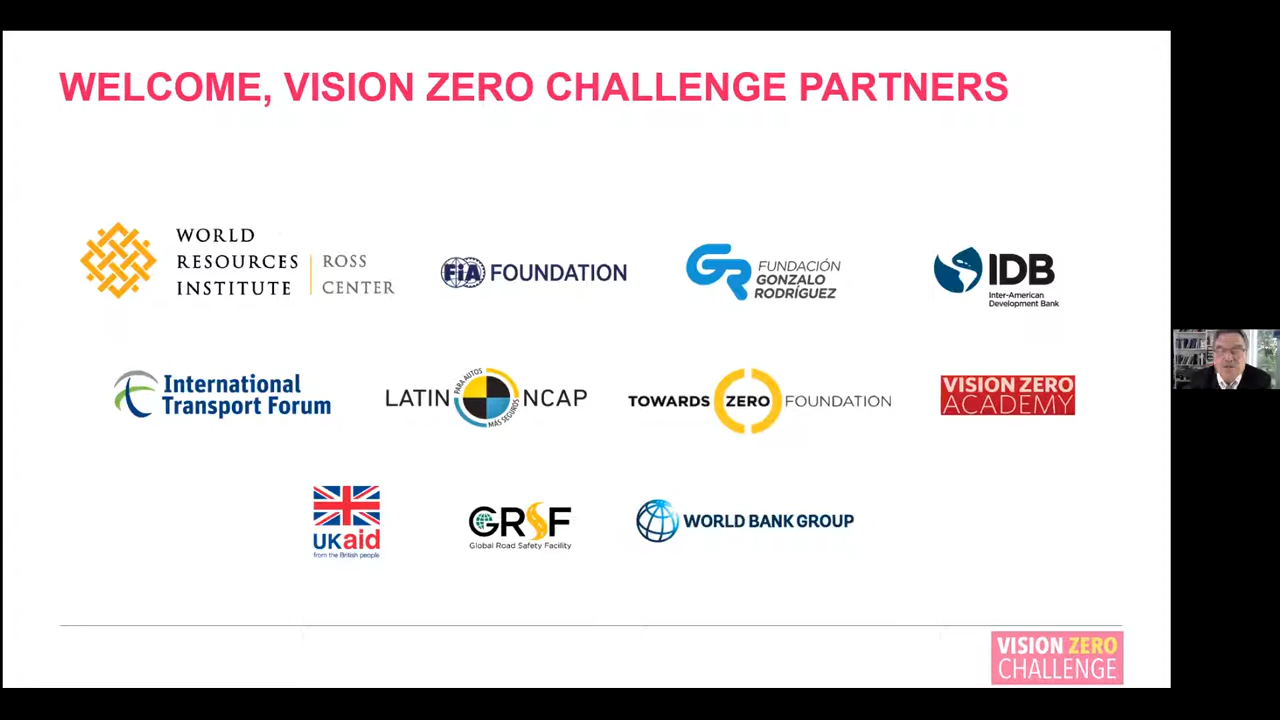 WELCOME, VISION ZERO CHALLENGE PARTNERS
WORLD
RESOURCES
INSTITUTE
ROSS
CENTER
FiA FOUNDATION
GR
FUNDACIÓN
GONZALO
RODRÍGUEZ
IDB
Inter-American
Development Bank
International
Transport Forum
LATIN NCAP
PARA AUTOS
MÁS SEGUROS
TOWARDS ZERO FOUNDATION
VISION ZERO
ACADEMY
UKaid
from the British people
GRSF
Global Road Safety Facility
WORLD BANK GROUP
VISION ZERO
CHALLENGE